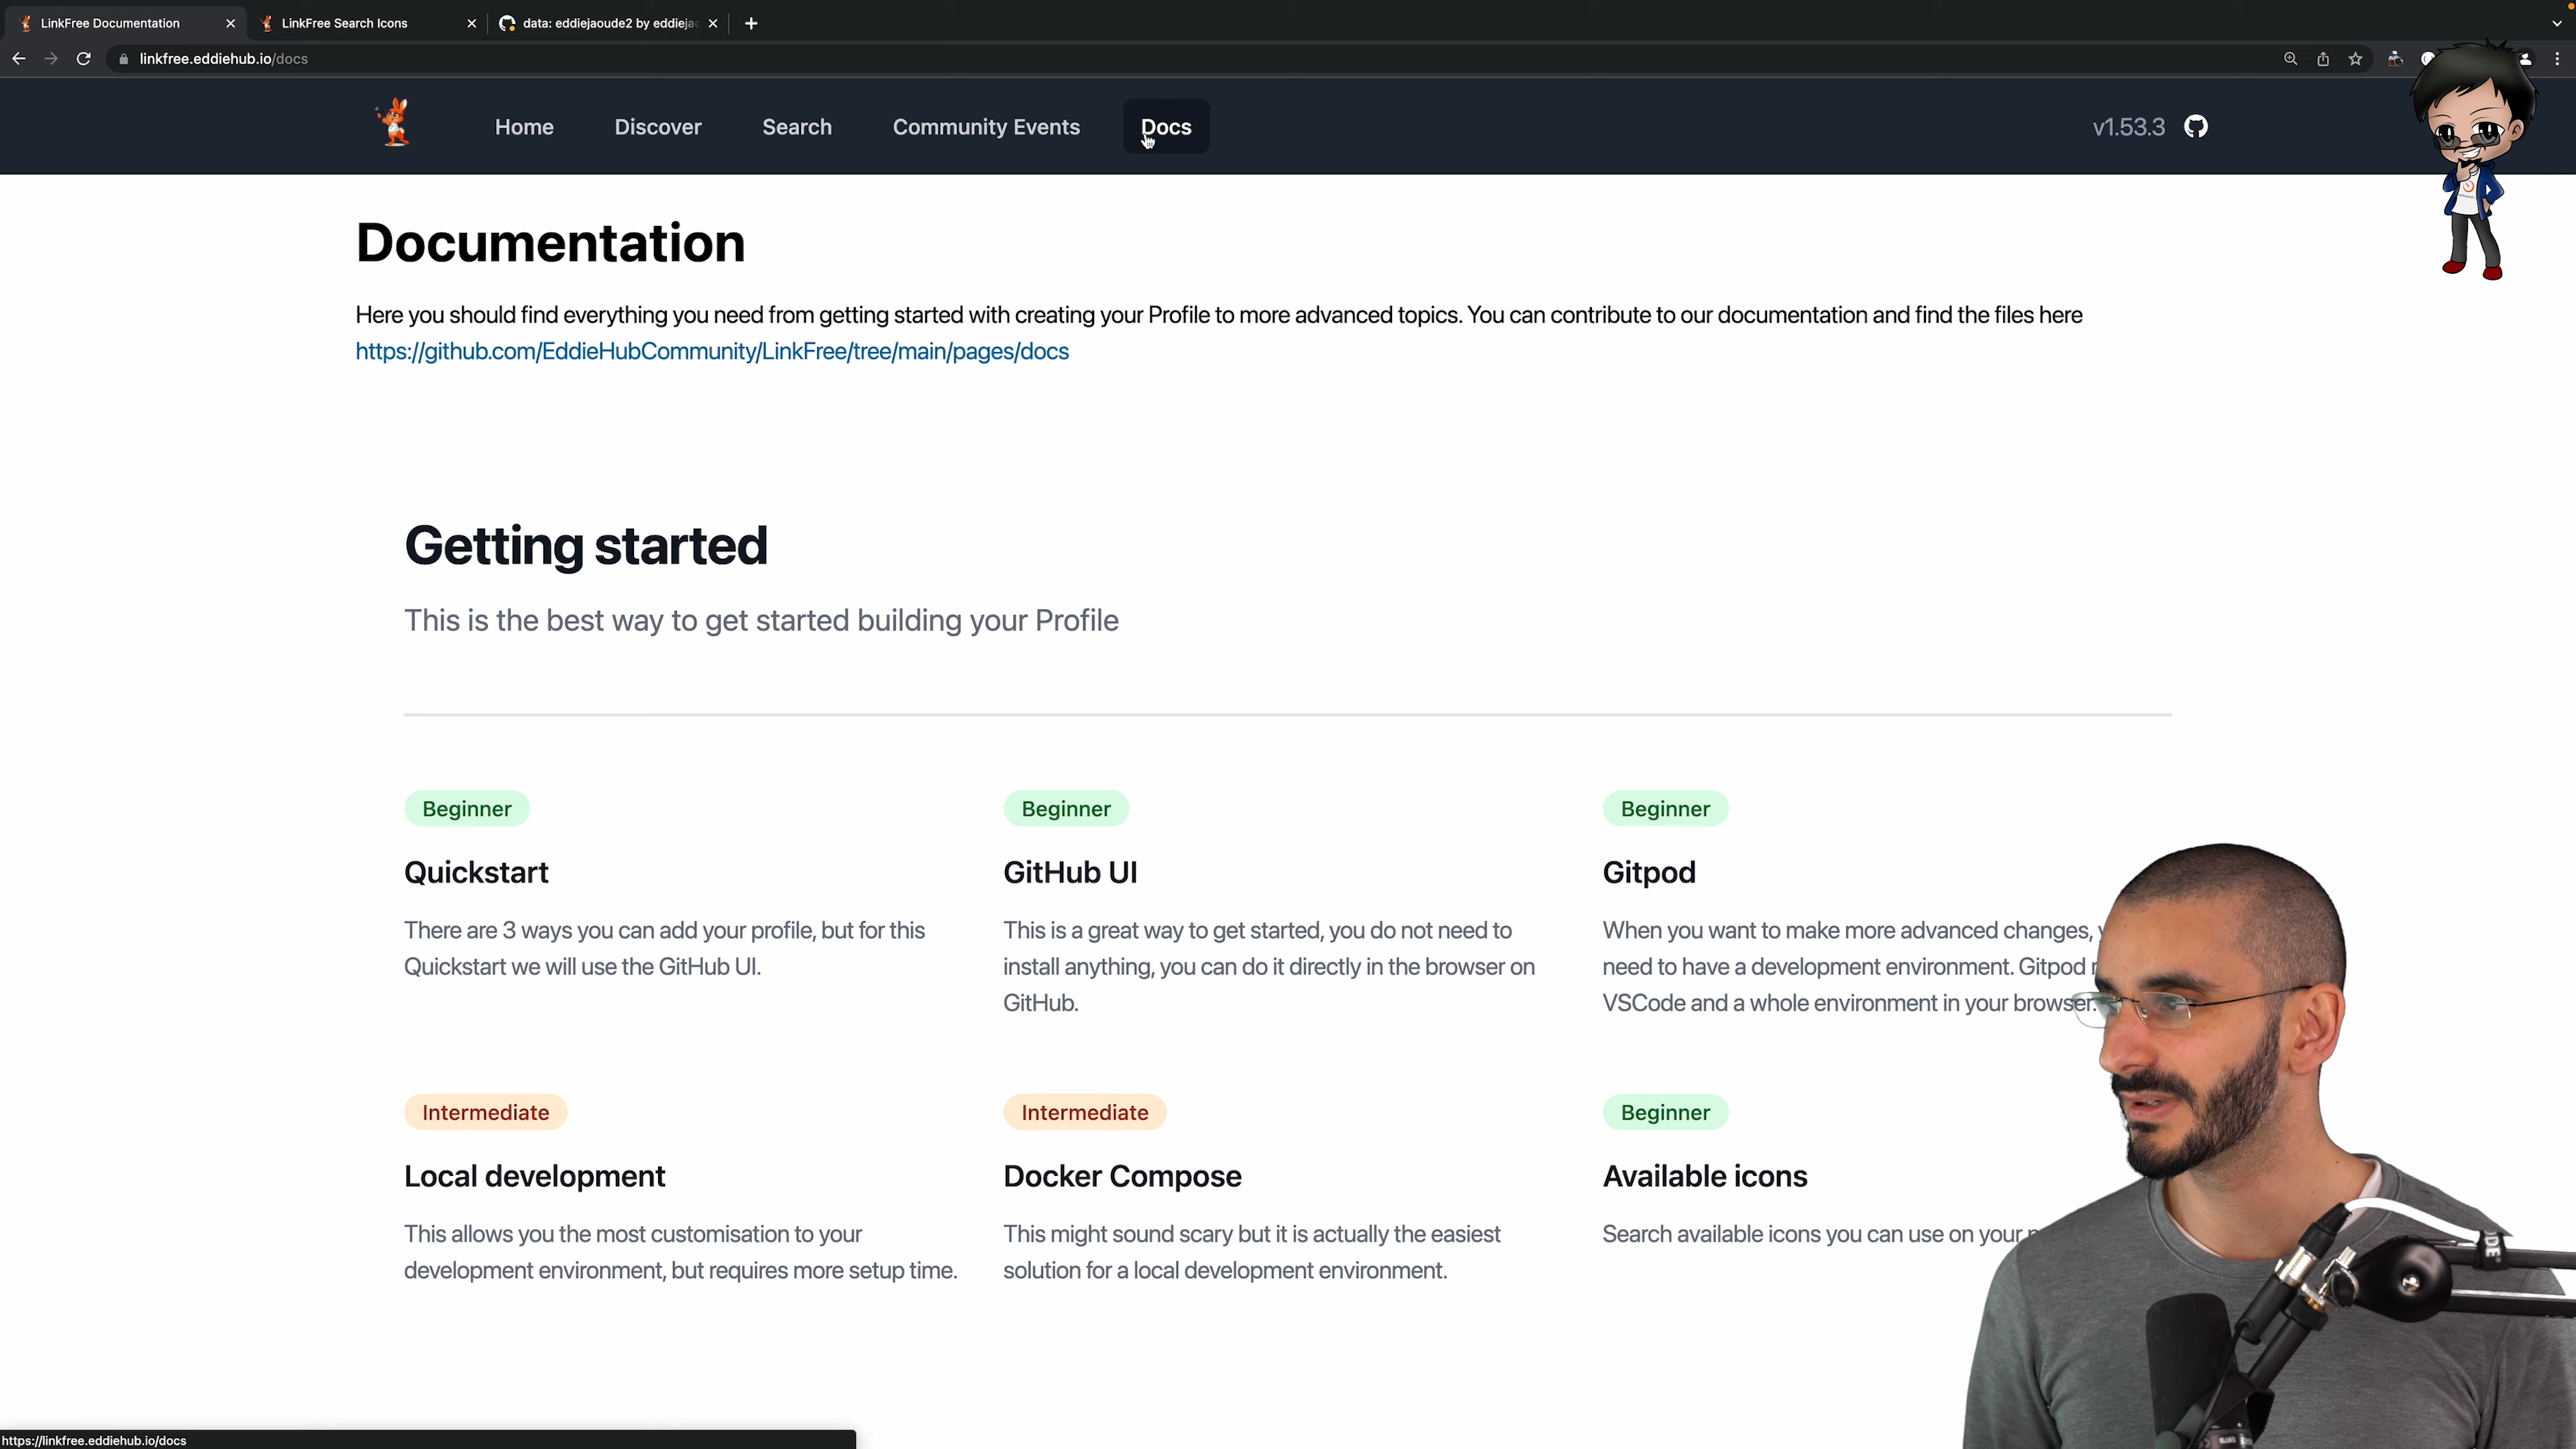 LinkFree Documentation
LinkFree Search Icons
data: eddiejaoude2 by eddieja
linkfree.eddiehub.io/docs
Home
Discover
Search
Community Events
Docs
v1.53.3
Documentation
Here you should find everything you need from getting started with creating your Profile to more advanced topics. You can contribute to our documentation and find the files here
https://github.com/EddieHubCommunity/LinkFree/tree/main/pages/docs
Getting started
This is the best way to get started building your Profile
Beginner
Quickstart
There are 3 ways you can add your profile, but for this
Quickstart we will use the GitHub UI.
Beginner
GitHub UI
This is a great way to get started, you do not need to
install anything, you can do it directly in the browser on
GitHub.
Beginner
Gitpod
When you want to make more advanced changes,
need to have a development environment. Gitpod
VSCode and a whole environment in your browser.
Intermediate
Local development
This allows you the most customisation to your
development environment, but requires more setup time.
Intermediate
Docker Compose
This might sound scary but it is actually the easiest
solution for a local development environment.
Beginner
Available icons
Search available icons you can use on your
https://linkfree.eddiehub.io/docs